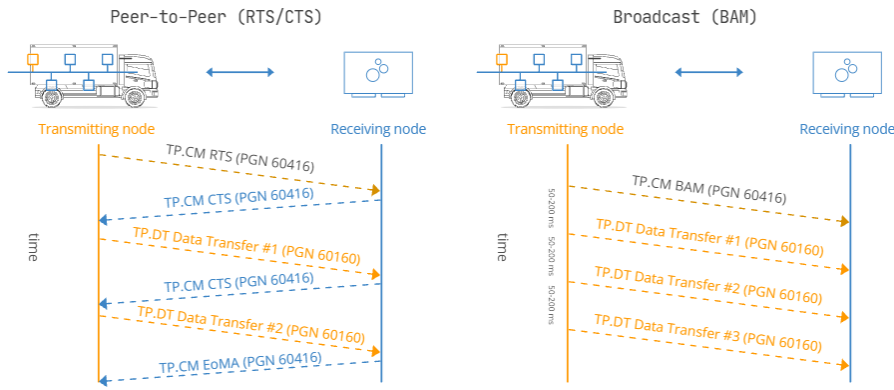 Peer-to-Peer (RTS/CTS)
Transmitting node
Receiving node
time
TP.CM RTS (PGN 60416)
TP.CM CTS (PGN 60416)
TP.DT Data Transfer #1 (PGN 60160)
TP.CM CTS (PGN 60416)
TP.DT Data Transfer #2 (PGN 60160)
TP.CM EoMA (PGN 60416)
Broadcast (BAM)
Transmitting node
Receiving node
time
TP.CM BAM (PGN 60416)
50-200 ms
TP.DT Data Transfer #1 (PGN 60160)
50-200 ms
TP.DT Data Transfer #2 (PGN 60160)
50-200 ms
TP.DT Data Transfer #3 (PGN 60160)